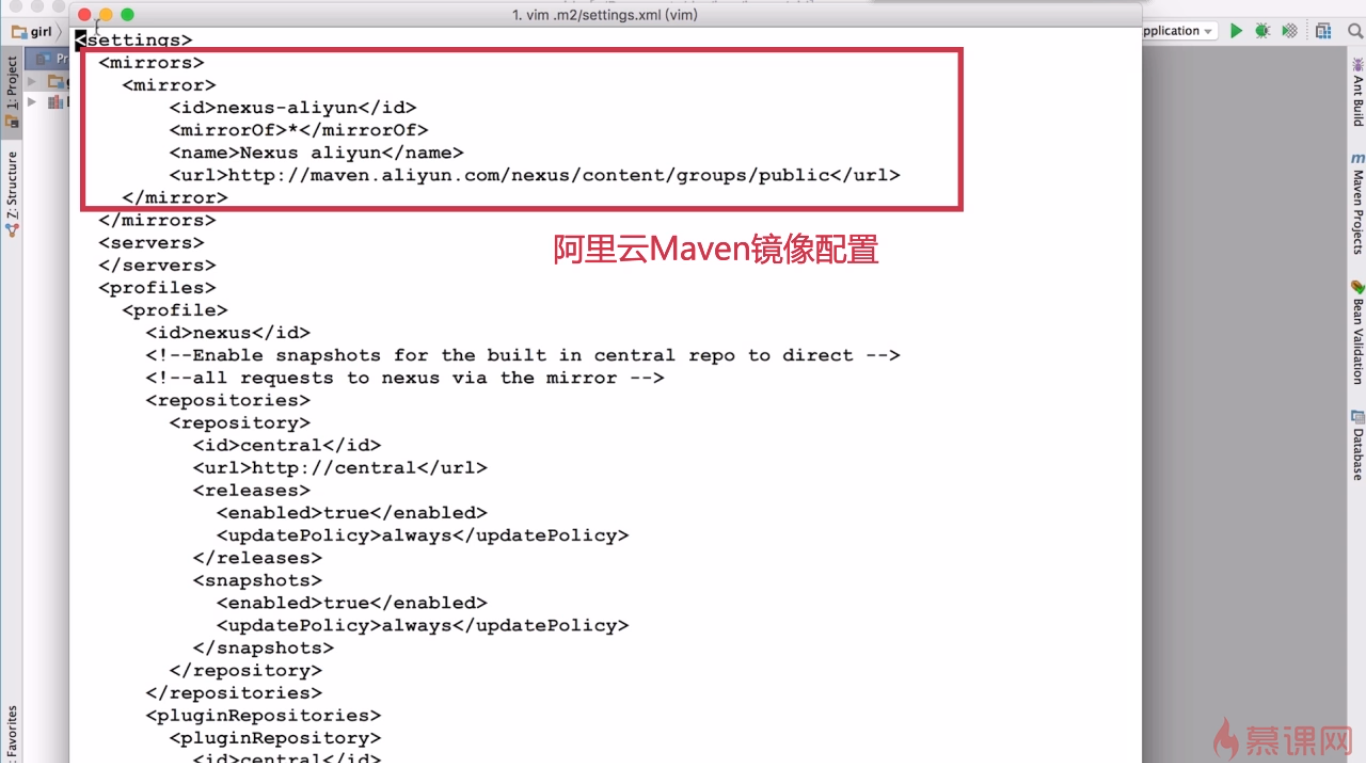 1. vim .m2/settings.xml (vim)
girl
pplication
<settings>
<mirrors>
<mirror>
<id>nexus-aliyun</id>
<mirrorOf>*</mirrorOf>
<name>Nexus aliyun</name>
<url>http://maven.aliyun.com/nexus/content/groups/public</url>
</mirror>
</mirrors>
<servers>
</servers>
<profiles>
<profile>
<id>nexus</id>
<!--Enable snapshots for the built in central repo to direct -->
<!--all requests to nexus via the mirror -->
<repositories>
<repository>
<id>central</id>
<url>http://central</url>
<releases>
<enabled>true</enabled>
<updatePolicy>always</updatePolicy>
</releases>
<snapshots>
<enabled>true</enabled>
<updatePolicy>always</updatePolicy>
</snapshots>
</repository>
</repositories>
<pluginRepositories>
<pluginRepository>
<id>central</id>
阿里云Maven镜像配置
1: Project
Pr
Z: Structure
Favorites
Ant Build
m Maven Projects
Bean Validation
Database
慕课网